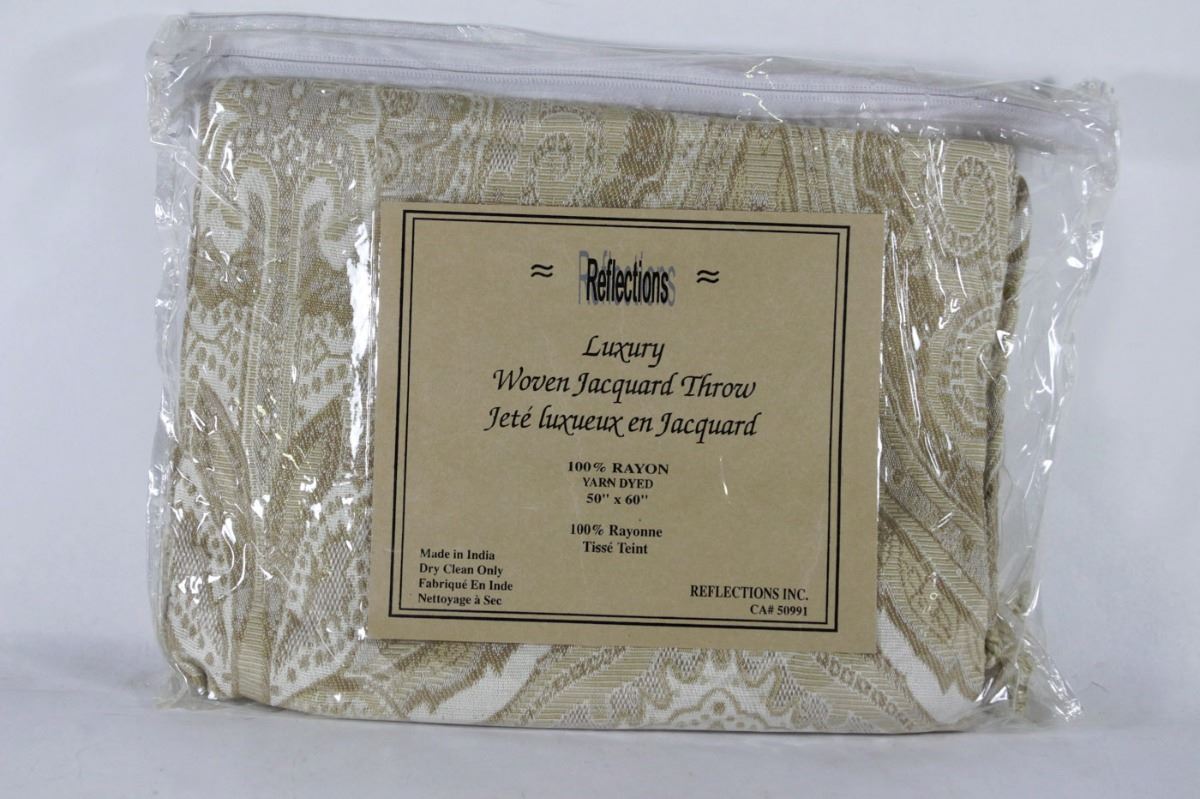 ≈ Reflections ≈
Luxury
Woven Jacquard Throw
Jeté luxueux en Jacquard
100% RAYON
YARN DYED
50" x 60"
100% Rayonne
Tissé Teint
Made in India
Dry Clean Only
Fabriqué En Inde
Nettoyage à Sec
REFLECTIONS INC.
CA# 50991